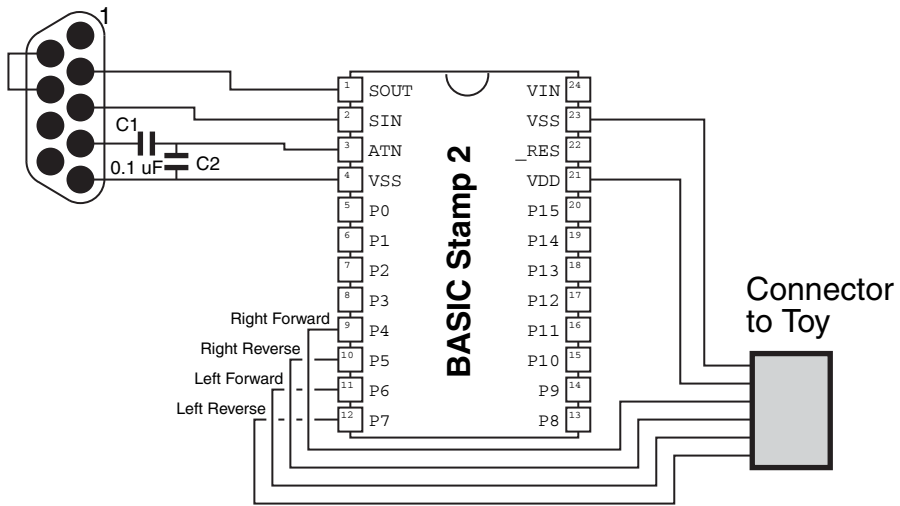 1
C1
0.1 uF
C2
1 SOUT
2 SIN
3 ATN
4 VSS
5 P0
6 P1
7 P2
8 P3
9 P4
10 P5
11 P6
12 P7
BASIC Stamp 2
VIN 24
VSS 23
_RES 22
VDD 21
P15 20
P14 19
P13 18
P12 17
P11 16
P10 15
P9 14
P8 13
Right Forward
Right Reverse
Left Forward
Left Reverse
Connector
to Toy